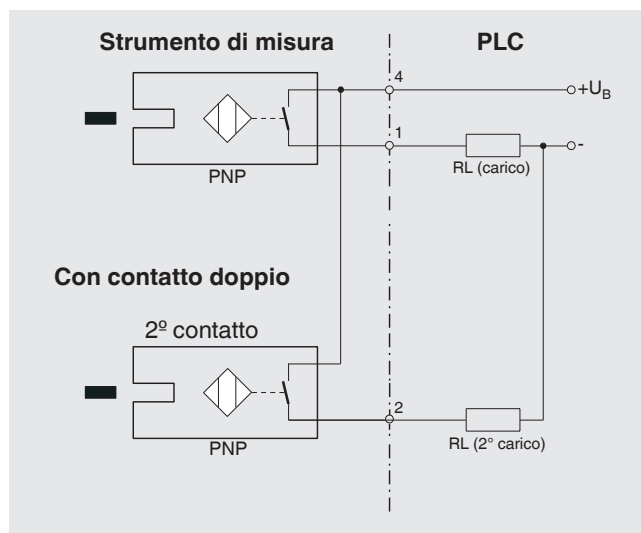 Strumento di misura
PLC
4
+UB
1
PNP
RL (carico)
-
Con contatto doppio
2º contatto
2
PNP
RL (2° carico)